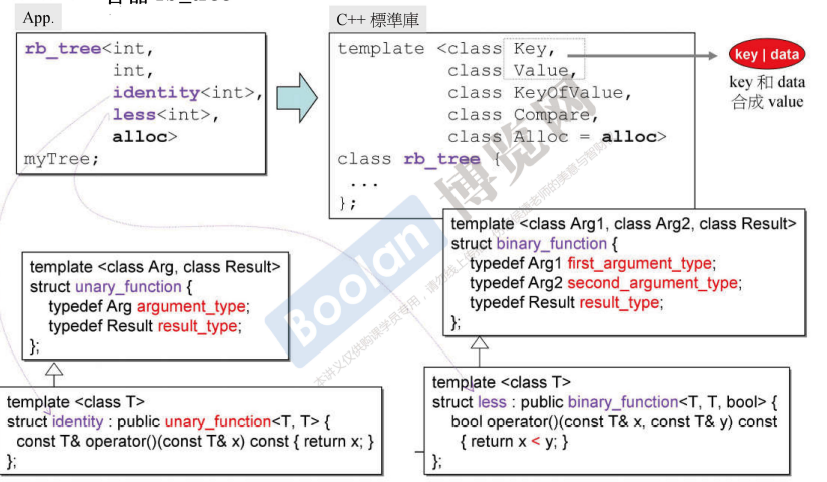 容器 rb_tree
App.
rb_tree<int,
int,
identity<int>,
less<int>,
alloc>
myTree;
C++ 標準庫
template <class Key,
class Value,
class KeyOfValue,
class Compare,
class Alloc = alloc>
class rb_tree {
...
};
key | data
key 和 data
合成 value
template <class Arg, class Result>
struct unary_function {
typedef Arg argument_type;
typedef Result result_type;
};
template <class Arg1, class Arg2, class Result>
struct binary_function {
typedef Arg1 first_argument_type;
typedef Arg2 second_argument_type;
typedef Result result_type;
};
template <class T>
struct identity : public unary_function<T, T> {
const T& operator()(const T& x) const { return x; }
};
template <class T>
struct less : public binary_function<T, T, bool> {
bool operator()(const T& x, const T& y) const
{ return x < y; }
};
Boolan 博览网